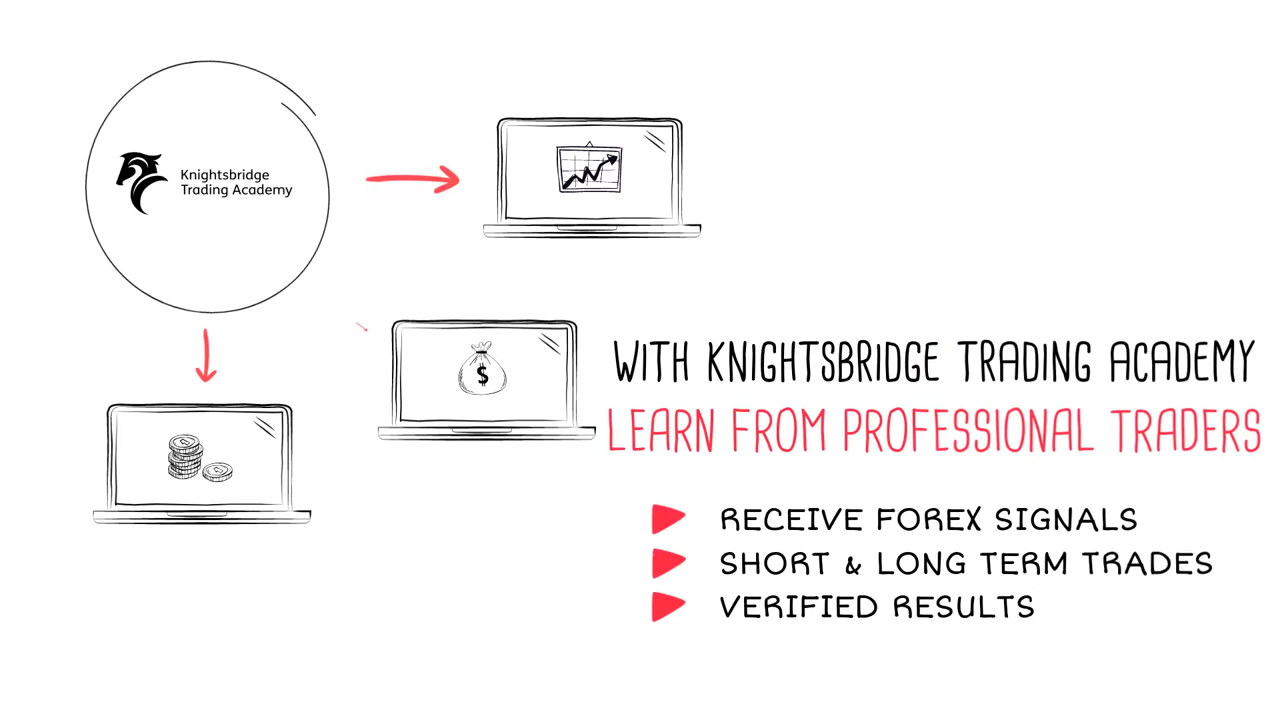 Knightsbridge
Trading Academy
$
WITH KNIGHTSBRIDGE TRADING ACADEMY
LEARN FROM PROFESSIONAL TRADERS
RECEIVE FOREX SIGNALS
SHORT & LONG TERM TRADES
VERIFIED RESULTS